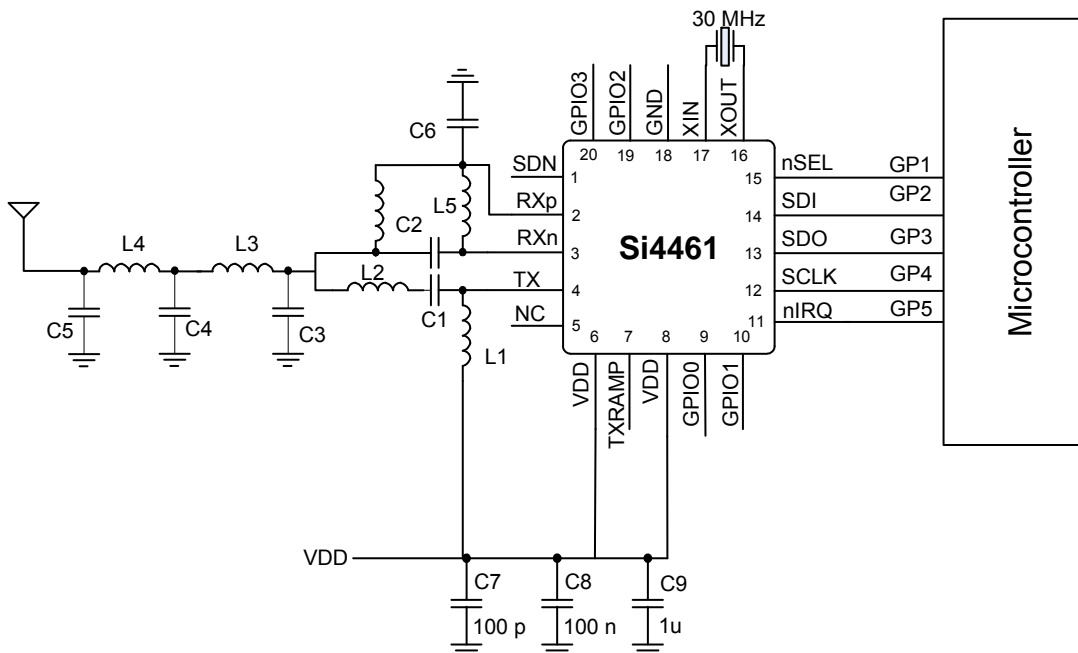 30 MHz
GPIO3
GPIO2
GND
XIN
XOUT
20
19
18
17
16
C6
SDN
1
RXp
2
RXn
3
TX
4
NC
5
L5
C2
L2
C1
L1
L4
L3
C5
C4
C3
Si4461
15
nSEL
GP1
14
SDI
GP2
13
SDO
GP3
12
SCLK
GP4
11
nIRQ
GP5
Microcontroller
6
7
8
9
10
VDD
TXRAMP
VDD
GPIO0
GPIO1
VDD
C7
100 p
C8
100 n
C9
1u